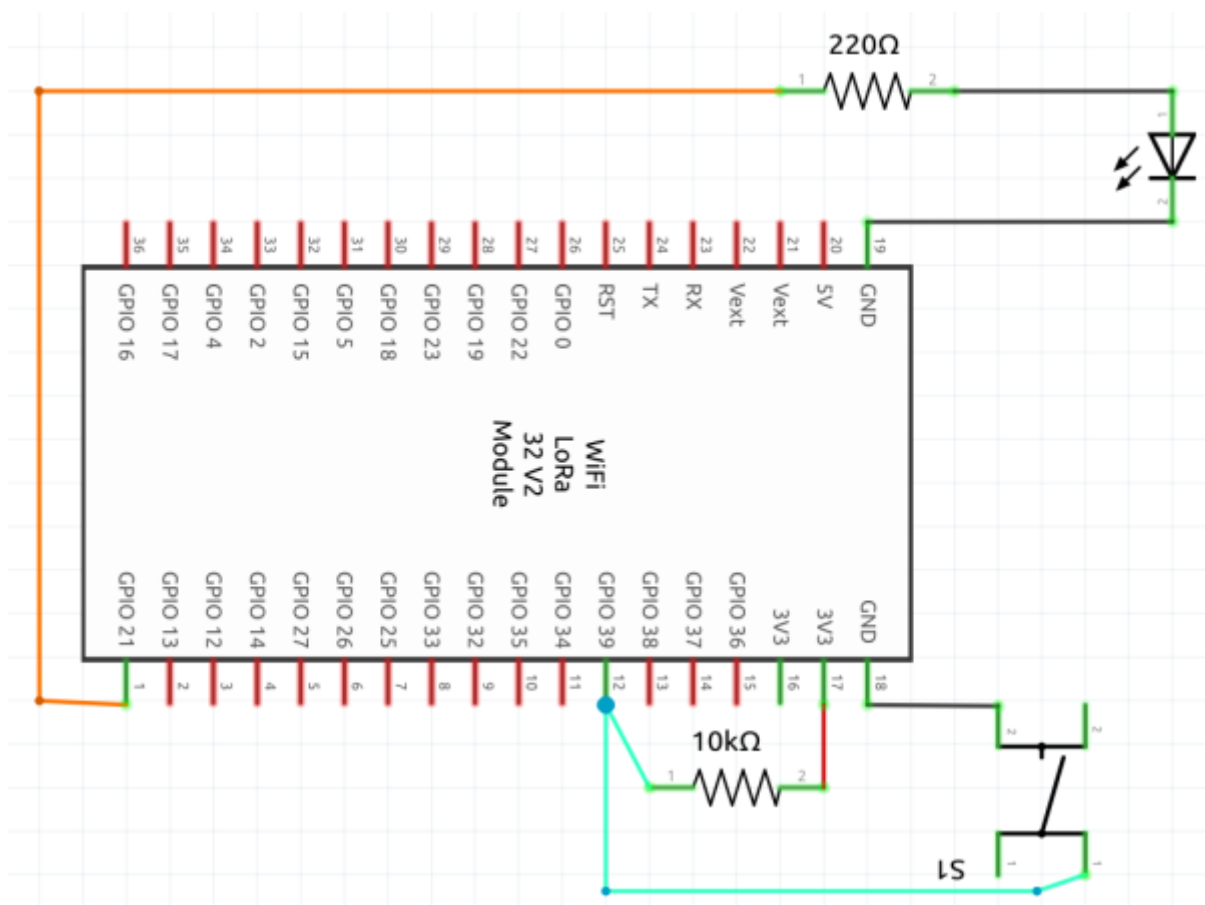 220Ω
1
2
1
2
36
35
34
33
32
31
30
29
28
27
26
25
24
23
22
21
20
19
GPIO 16
GPIO 17
GPIO 4
GPIO 2
GPIO 15
GPIO 5
GPIO 18
GPIO 23
GPIO 19
GPIO 22
GPIO 0
RST
TX
RX
Vext
Vext
5V
GND
WiFi
LoRa
32 V2
Module
GPIO 21
GPIO 13
GPIO 12
GPIO 14
GPIO 27
GPIO 26
GPIO 25
GPIO 33
GPIO 32
GPIO 35
GPIO 34
GPIO 39
GPIO 38
GPIO 37
GPIO 36
3V3
3V3
GND
1
2
3
4
5
6
7
8
9
10
11
12
13
14
15
16
17
18
10kΩ
1
2
2
2
S1
1
1